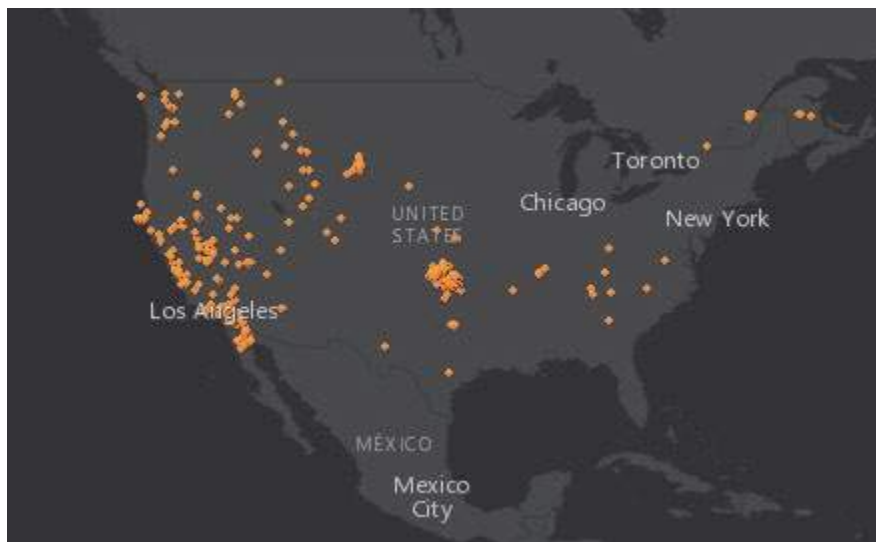 Toronto
Chicago
UNITED
STATES
New York
Los Angeles
MÉXICO
Mexico
City